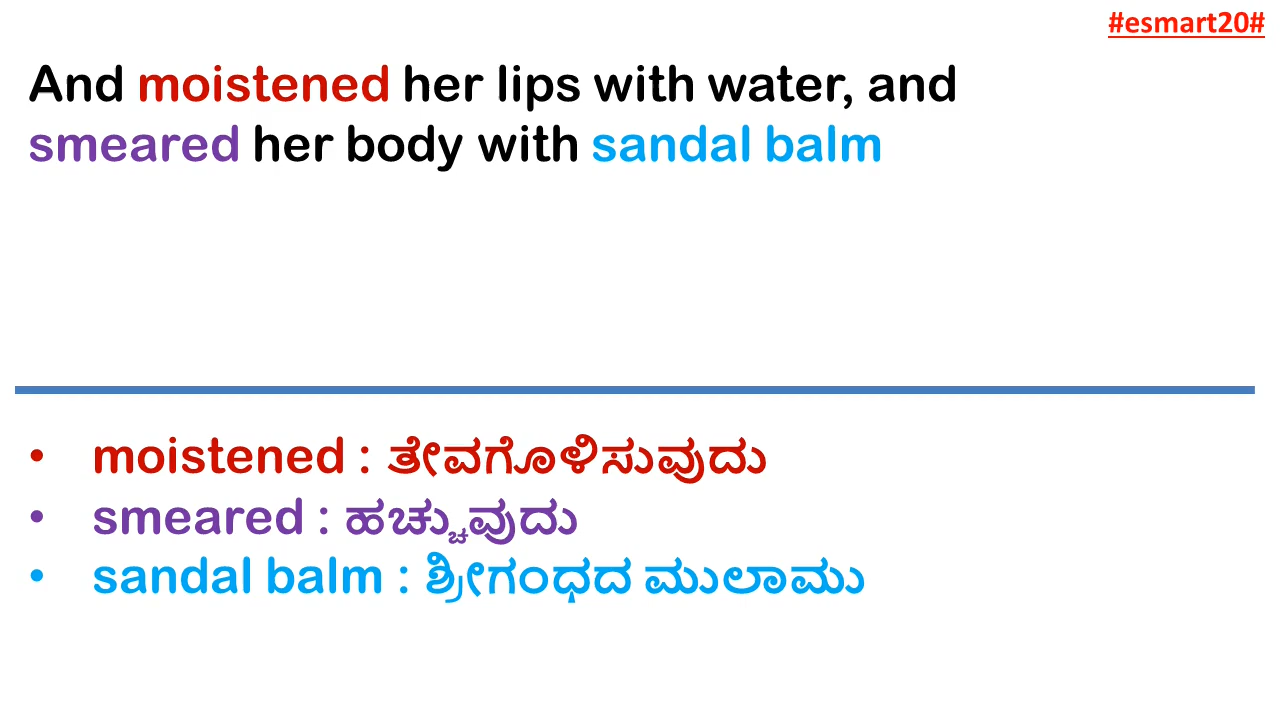 #esmart20#
And moistened her lips with water, and
smeared her body with sandal balm
• moistened : ತೇವಗೊಳಿಸುವುದು
• smeared : ಹಚ್ಚುವುದು
• sandal balm : ಶ್ರೀಗಂಧದ ಮುಲಾಮು